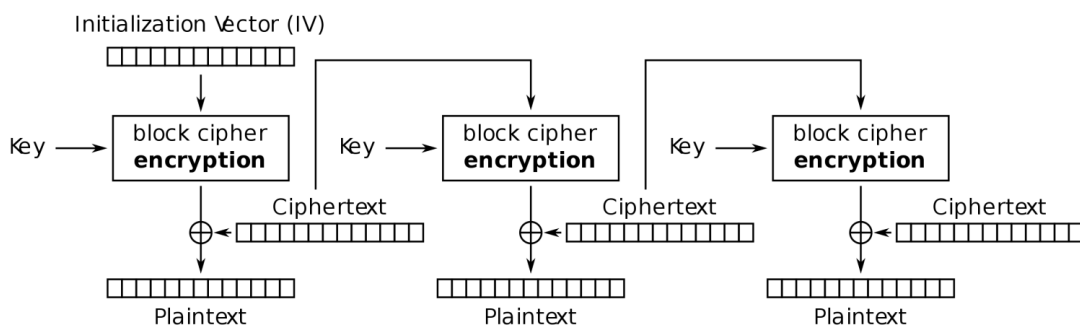 Initialization Vector (IV)
Key
block cipher
encryption
Ciphertext
Plaintext
Key
block cipher
encryption
Ciphertext
Plaintext
Key
block cipher
encryption
Ciphertext
Plaintext